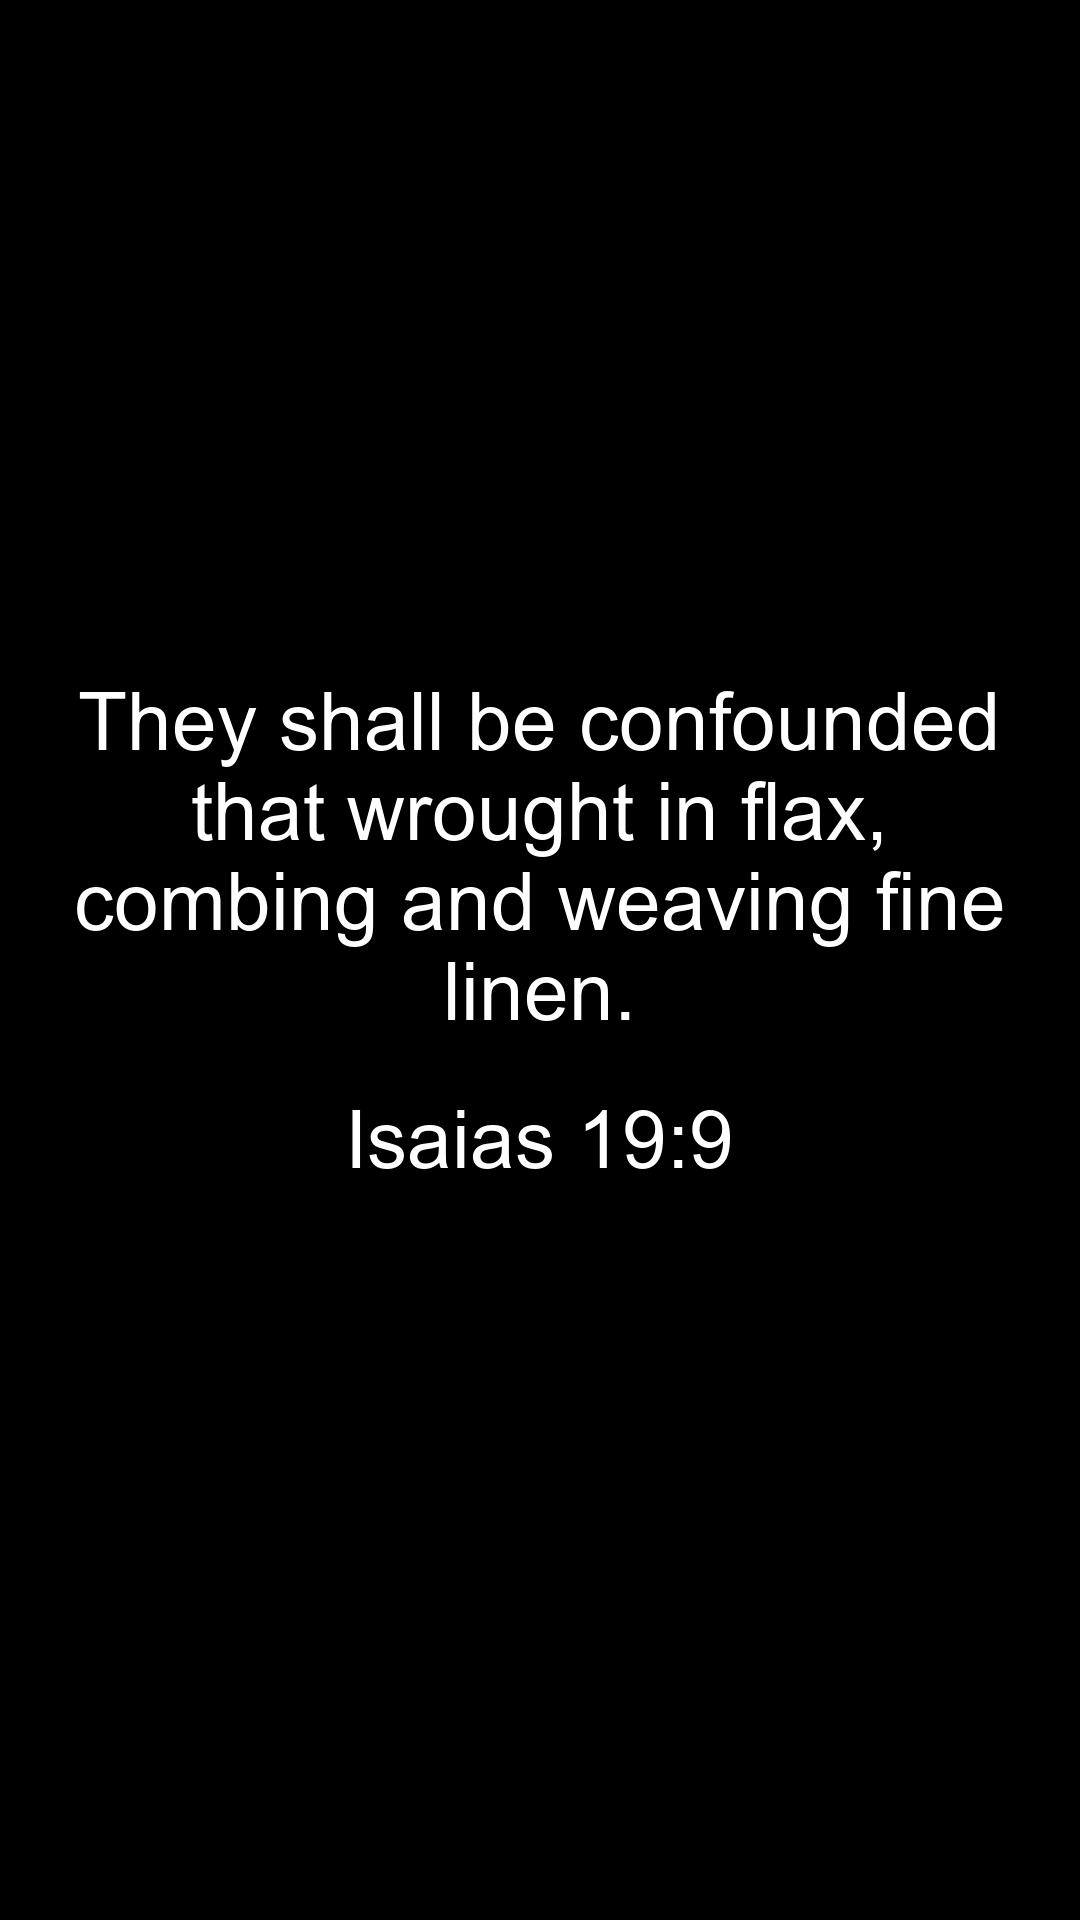 They shall be confounded
that wrought in flax,
combing and weaving fine
linen.
Isaias 19:9